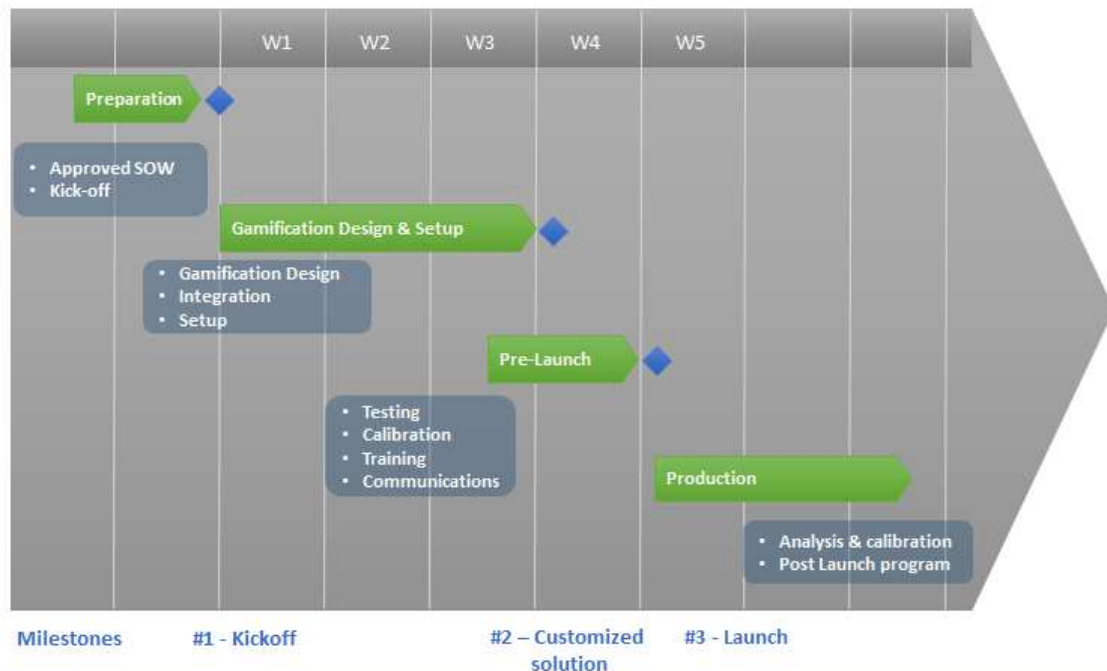 W1 W2 W3 W4 W5
Preparation
• Approved SOW
• Kick-off
Gamification Design & Setup
• Gamification Design
• Integration
• Setup
Pre-Launch
• Testing
• Calibration
• Training
• Communications
Production
• Analysis & calibration
• Post Launch program
Milestones
#1 - Kickoff
#2 – Customized
solution
#3 - Launch